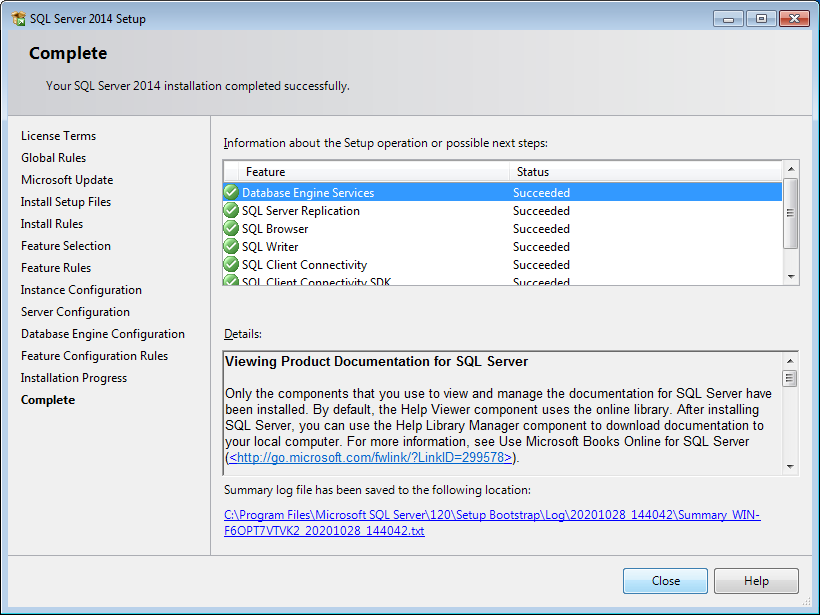 SQL Server 2014 Setup
Complete
Your SQL Server 2014 installation completed successfully.
License Terms
Global Rules
Microsoft Update
Install Setup Files
Install Rules
Feature Selection
Feature Rules
Instance Configuration
Server Configuration
Database Engine Configuration
Feature Configuration Rules
Installation Progress
Complete
Information about the Setup operation or possible next steps:
Feature Status
Database Engine Services Succeeded
SQL Server Replication Succeeded
SQL Browser Succeeded
SQL Writer Succeeded
SQL Client Connectivity Succeeded
SQL Client Connectivity SDK Succeeded
Details:
Viewing Product Documentation for SQL Server
Only the components that you use to view and manage the documentation for SQL Server have
been installed. By default, the Help Viewer component uses the online library. After installing
SQL Server, you can use the Help Library Manager component to download documentation to
your local computer. For more information, see Use Microsoft Books Online for SQL Server
(<http://go.microsoft.com/fwlink/?LinkID=299578>).
Summary log file has been saved to the following location:
C:\Program Files\Microsoft SQL Server\120\Setup Bootstrap\Log\20201028_144042\Summary_WIN-
F6OPT7VTVK2_20201028_144042.txt
Close Help